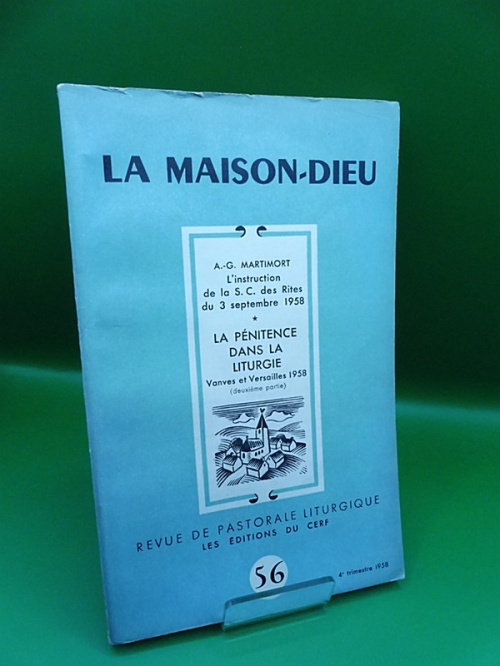 LA MAISON-DIEU
A.-G. MARTIMORT
L'instruction
de la S. C. des Rites
du 3 septembre 1958
*
LA PÉNITENCE
DANS LA
LITURGIE
Vanves et Versailles 1958
(deuxième partie)
REVUE DE PASTORALE LITURGIQUE
LES ÉDITIONS DU CERF
56
4e trimestre 1958